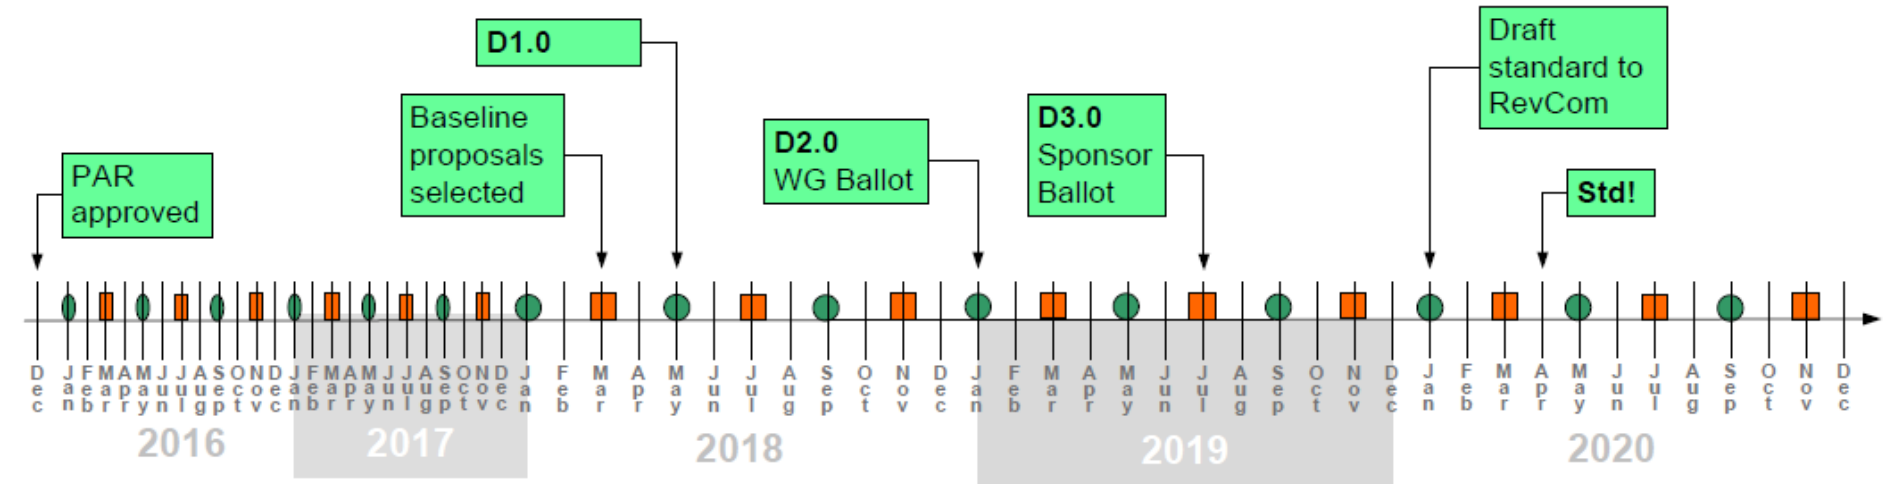 D1.0
Draft
standard to
RevCom
Baseline
proposals
selected
D3.0
Sponsor
Ballot
D2.0
WG Ballot
PAR
approved
Std!
Dec Jan Feb Mar Apr May Jun Jul Aug Sep Oct Nov Dec Jan Feb Mar Apr May Jun Jul Aug Sep Oct Nov Dec Jan Feb Mar Apr May Jun Jul Aug Sep Oct Nov Dec Jan Feb Mar Apr May Jun Jul Aug Sep Oct Nov Dec Jan Feb Mar Apr May Jun Jul Aug Sep Oct Nov Dec
2016 2017 2018 2019 2020